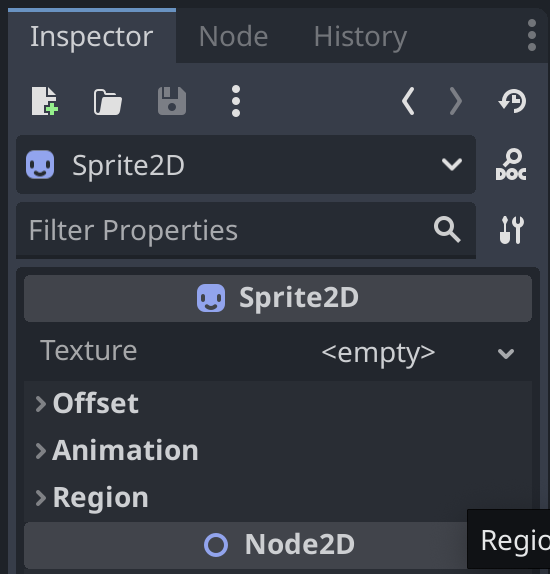 Inspector Node History
DOC
Sprite2D
Filter Properties
Sprite2D
Texture <empty>
Offset
Animation
Region
Node2D
Regio